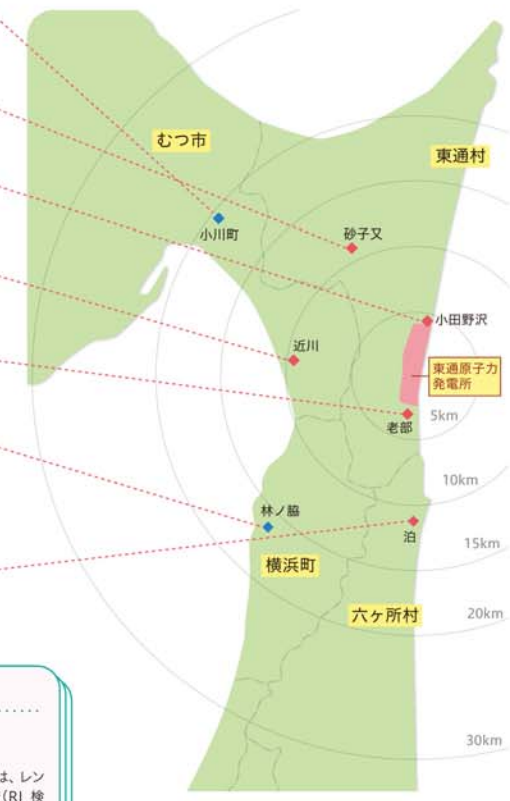 むつ市
東通村
小川町
砂子又
小田野沢
近川
東通原子力
発電所
5km
老部
10km
林ノ脇
泊
15km
横浜町
六ヶ所村
20km
30km
は、レン
(RI 検